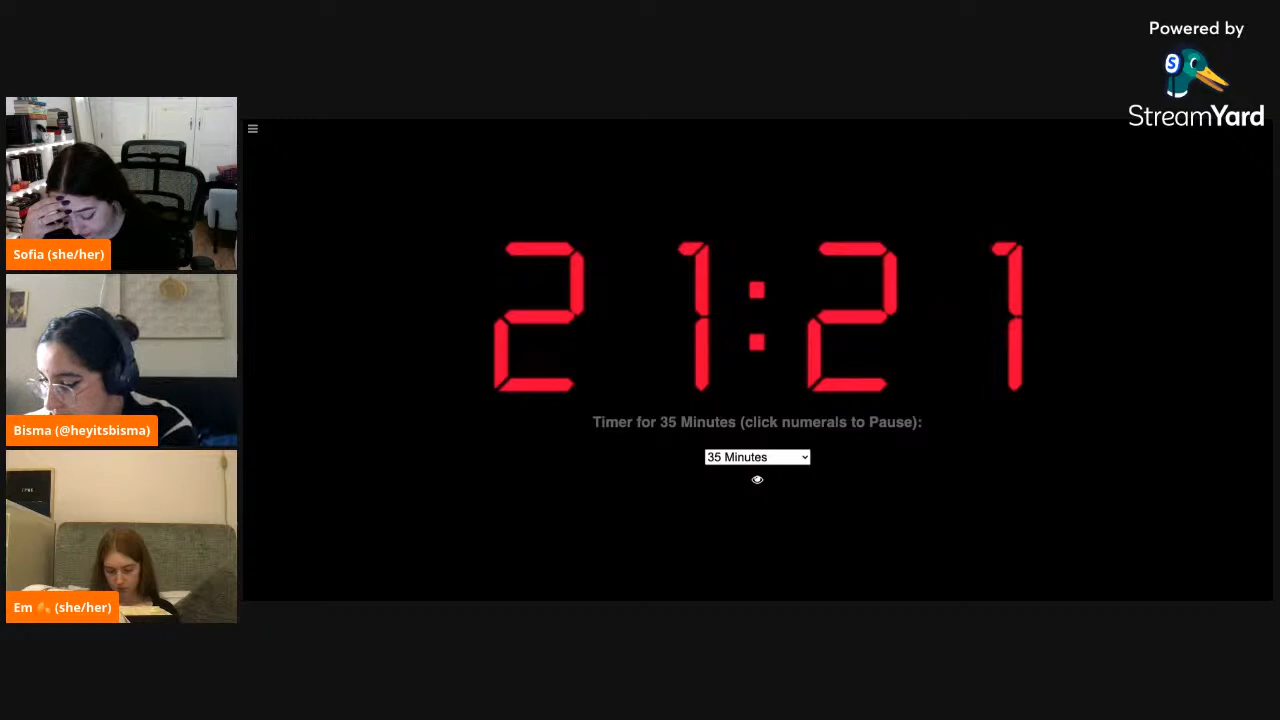 Powered by
StreamYard
Sofia (she/her)
21:21
Timer for 35 Minutes (click numerals to Pause):
35 Minutes
Bisma (@heyitsbisma)
Em 🍂 (she/her)